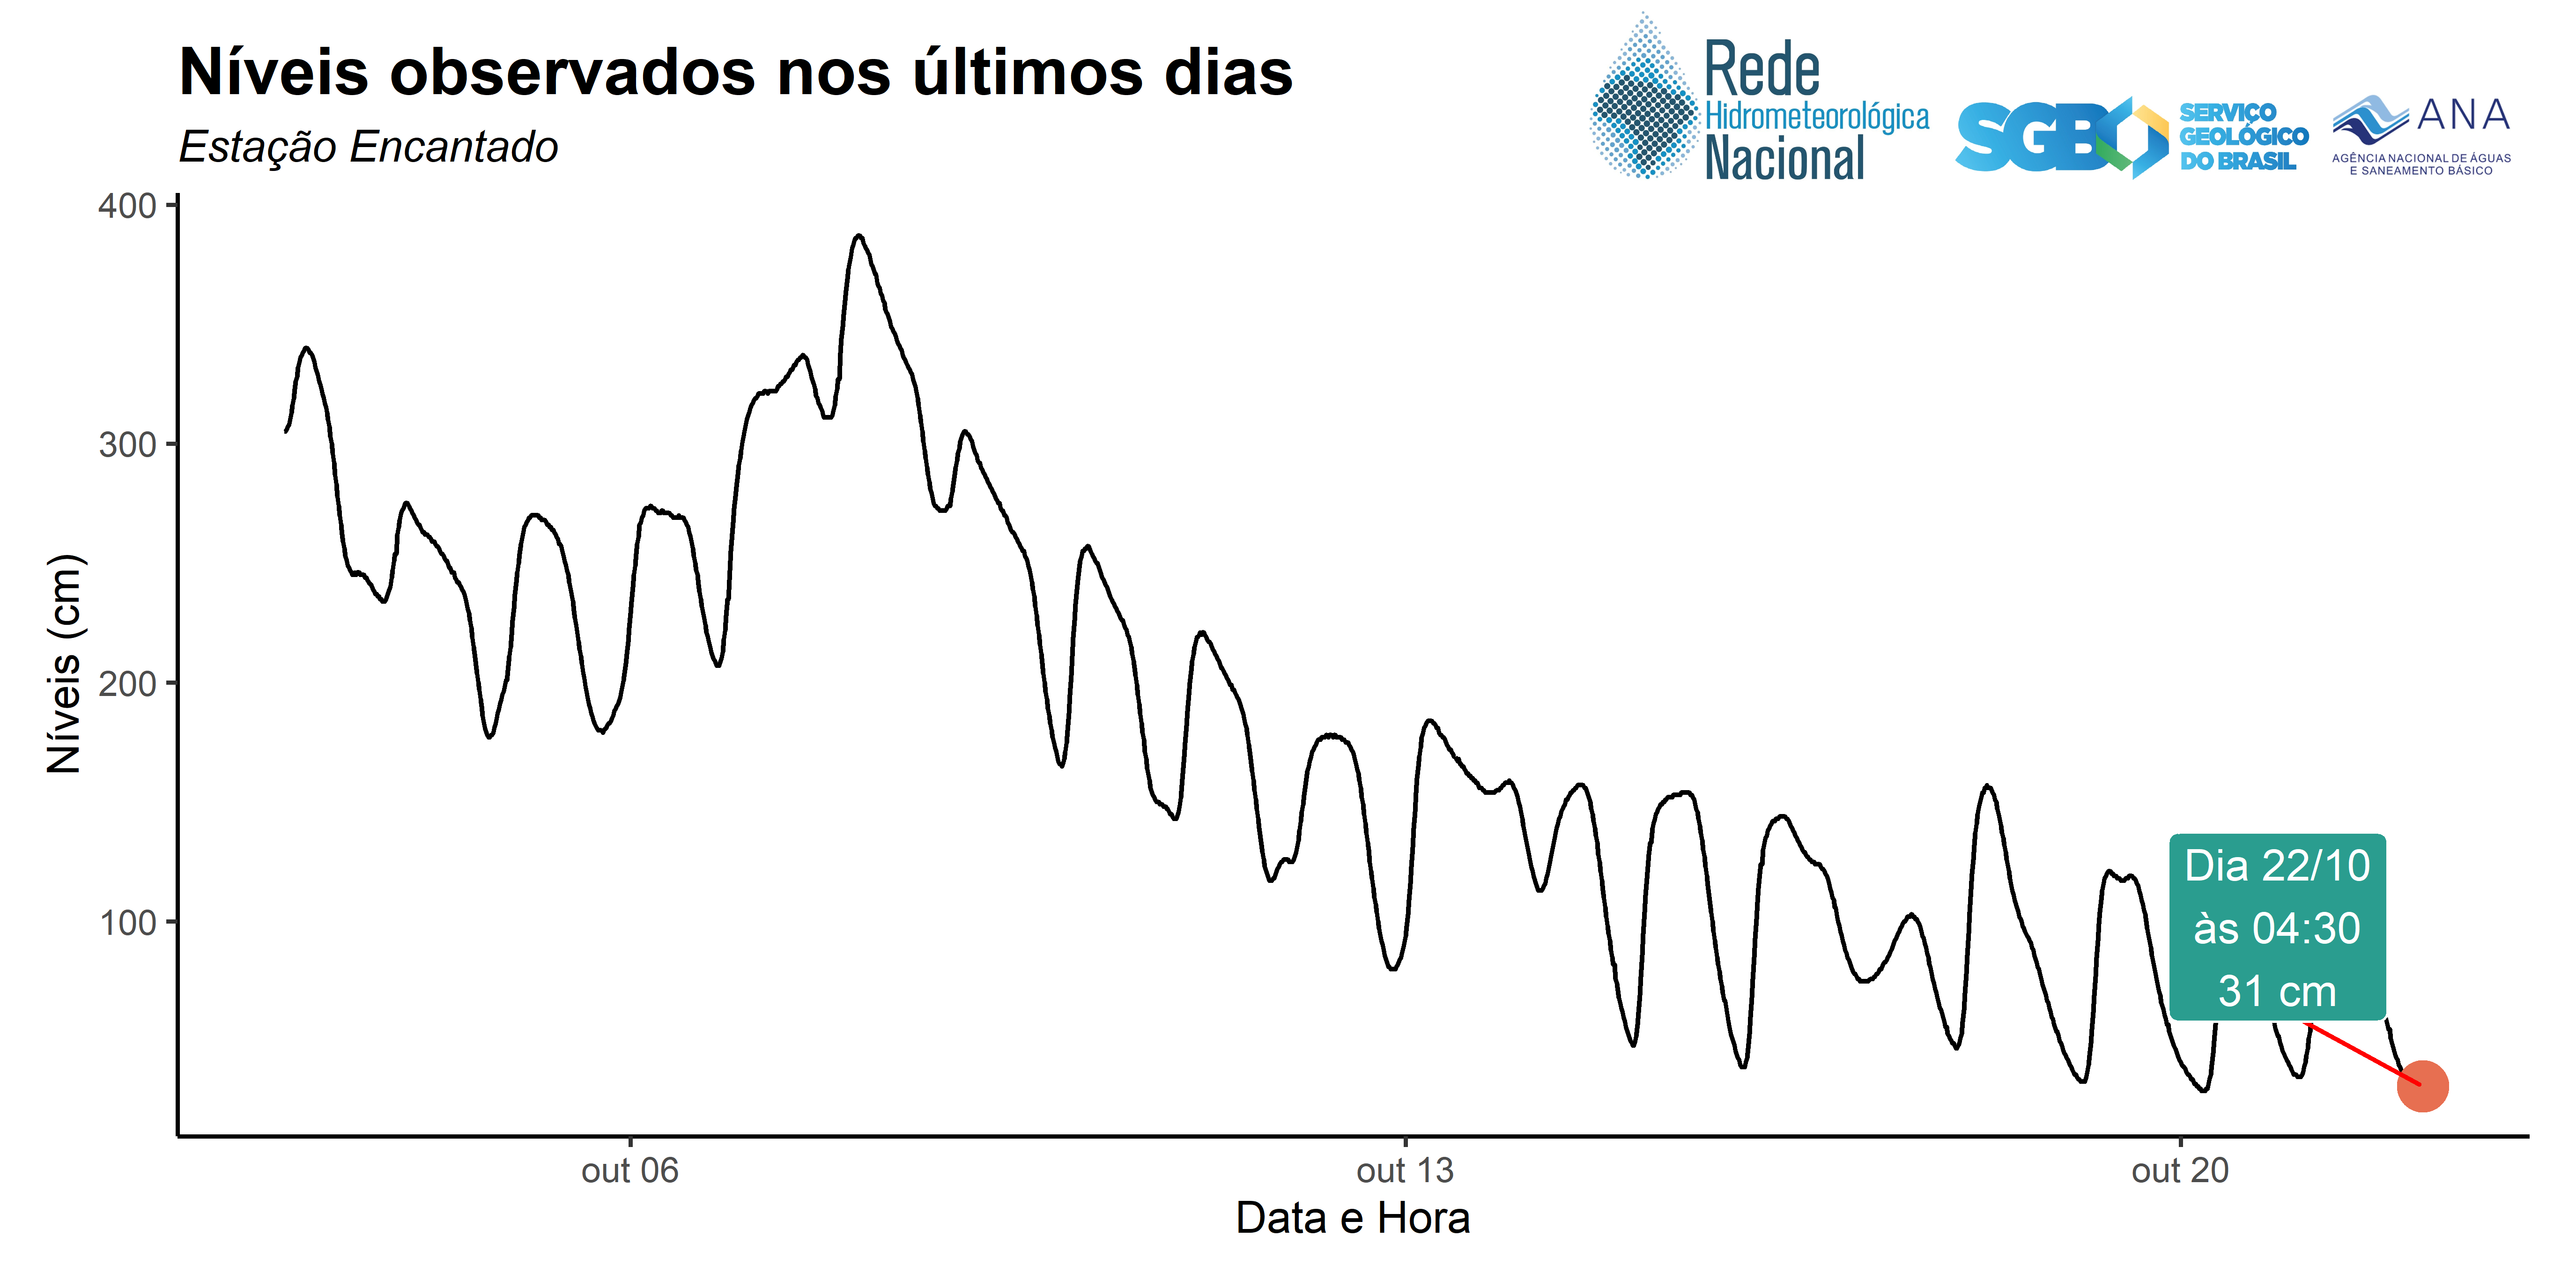 Níveis observados nos últimos dias
Estação Encantado
Rede
Hidrometeorológica
Nacional
SGB
SERVIÇO
GEOLÓGICO
DO BRASIL
ANA
AGÊNCIA NACIONAL DE ÁGUAS
E SANEAMENTO BÁSICO
Níveis (cm)
400
300
200
100
Dia 22/10
às 04:30
31 cm
out 06
out 13
out 20
Data e Hora